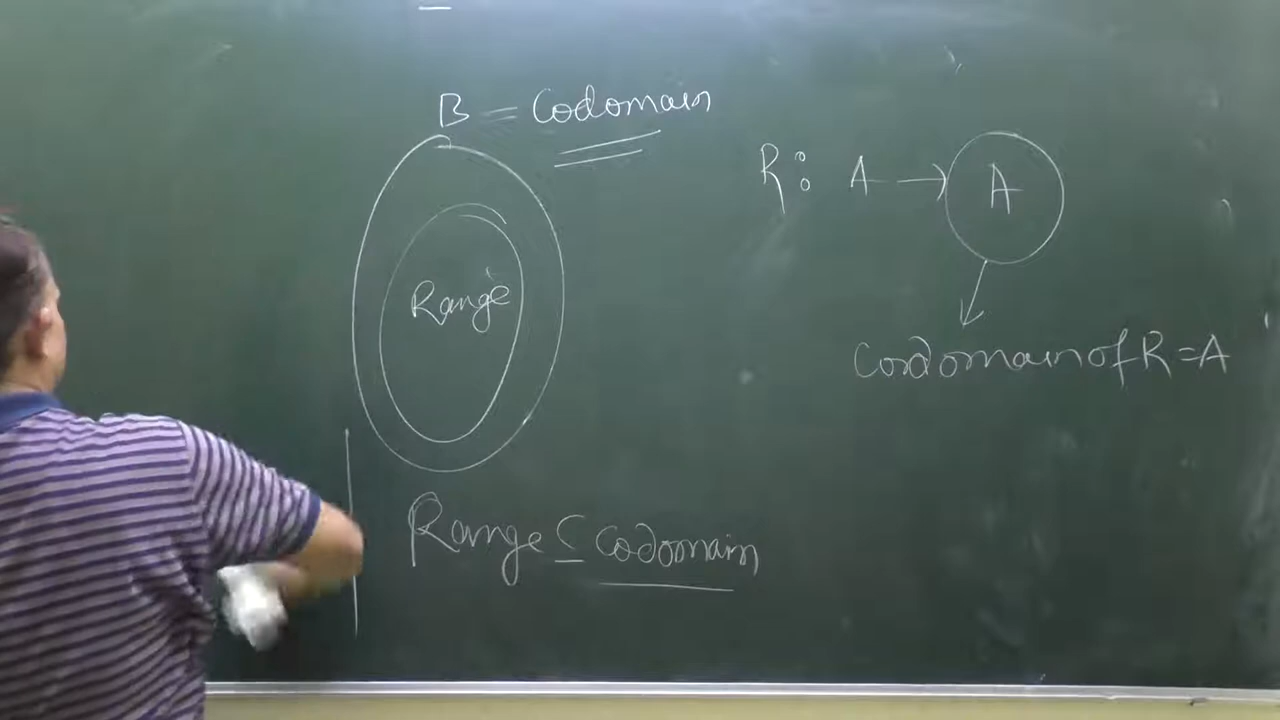 B = Codomain
Range
Range ⊆ Codomain
R: A → A
Codomain of R = A